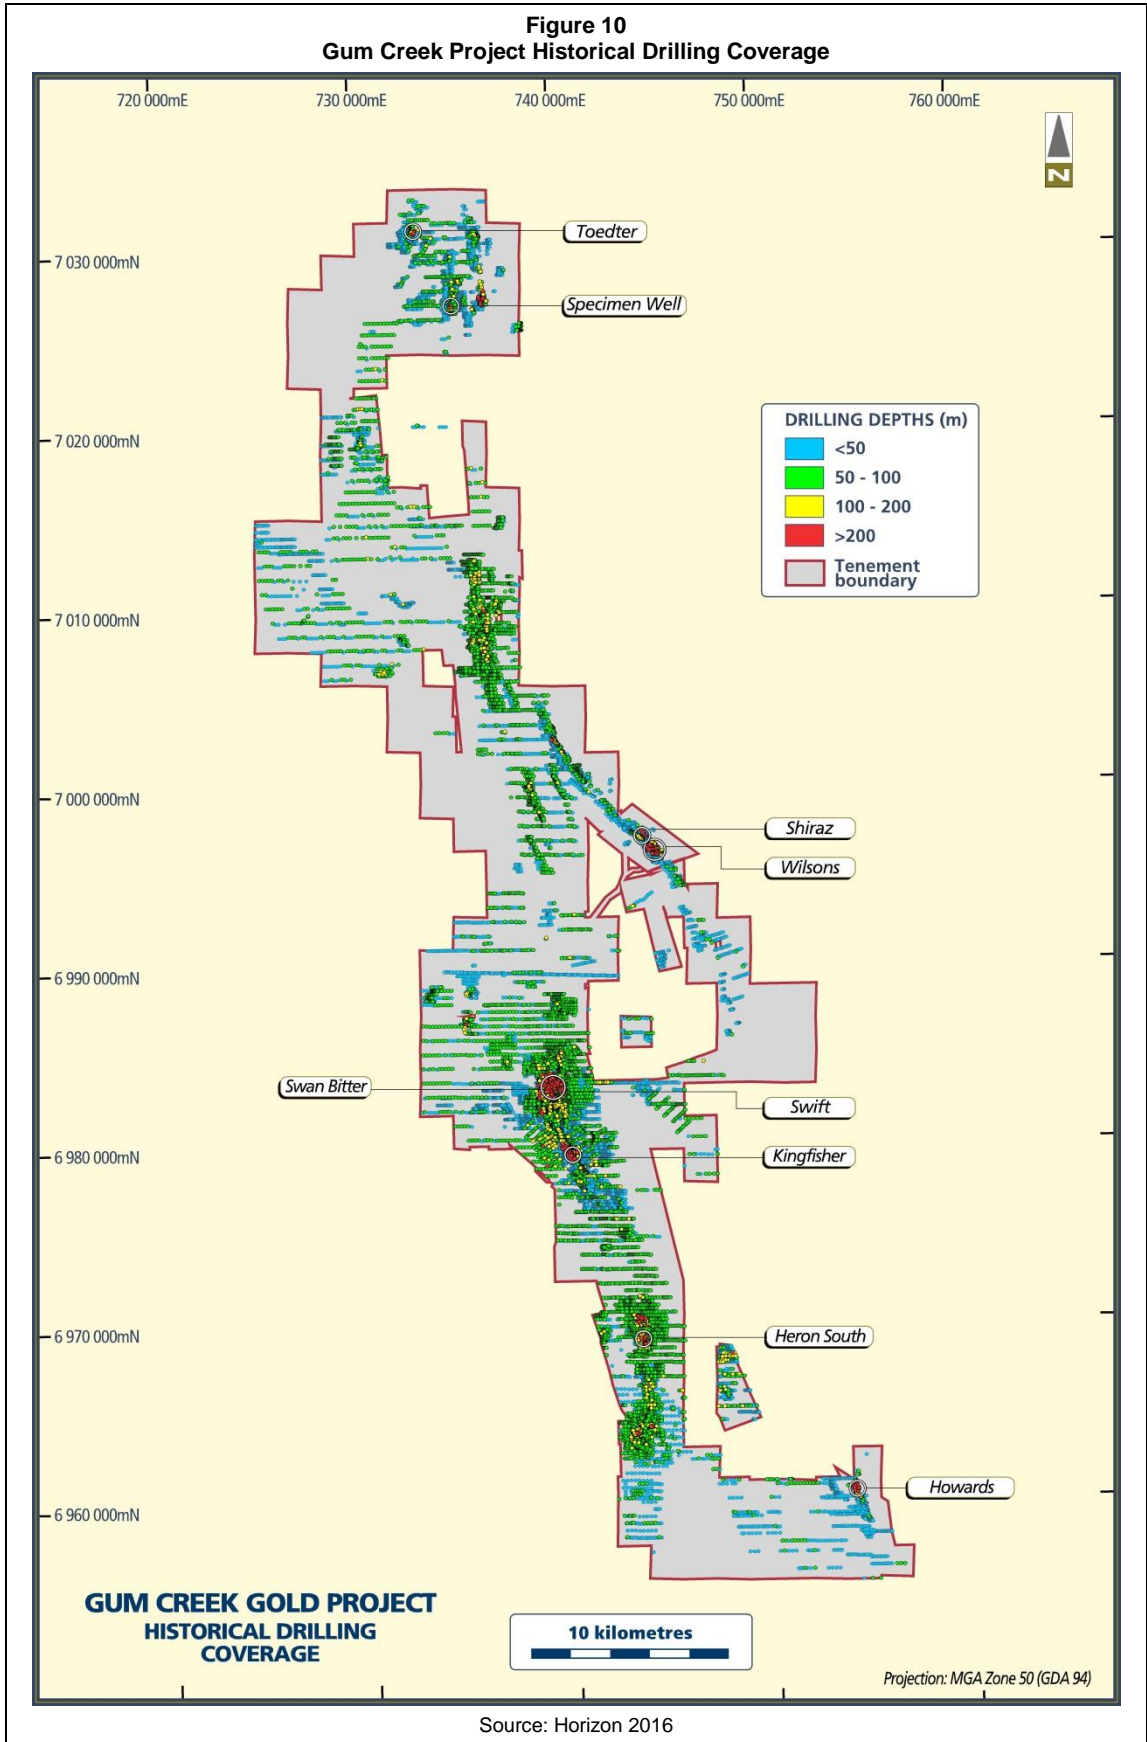 Figure 10
Gum Creek Project Historical Drilling Coverage
720 000mE 730 000mE 740 000mE 750 000mE 760 000mE
N
Toedter
7 030 000mN
Specimen Well
DRILLING DEPTHS (m)
<50
50 - 100
100 - 200
>200
Tenement
boundary
7 020 000mN
7 010 000mN
7 000 000mN
Shiraz
Wilsons
6 990 000mN
Swan Bitter
Swift
6 980 000mN
Kingfisher
6 970 000mN
Heron South
Howards
6 960 000mN
GUM CREEK GOLD PROJECT
HISTORICAL DRILLING
COVERAGE
10 kilometres
Projection: MGA Zone 50 (GDA 94)
Source: Horizon 2016